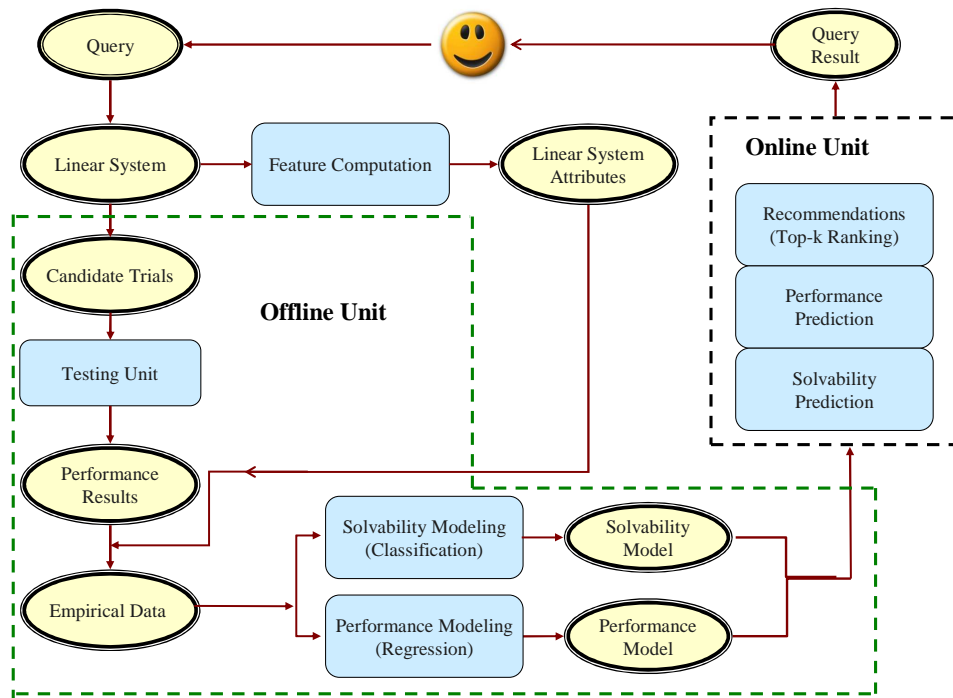 Query
Query
Result
Linear System
Feature Computation
Linear System
Attributes
Online Unit
Recommendations
(Top-k Ranking)
Candidate Trials
Offline Unit
Performance
Prediction
Testing Unit
Solvability
Prediction
Performance
Results
Solvability Modeling
(Classification)
Solvability
Model
Empirical Data
Performance Modeling
(Regression)
Performance
Model